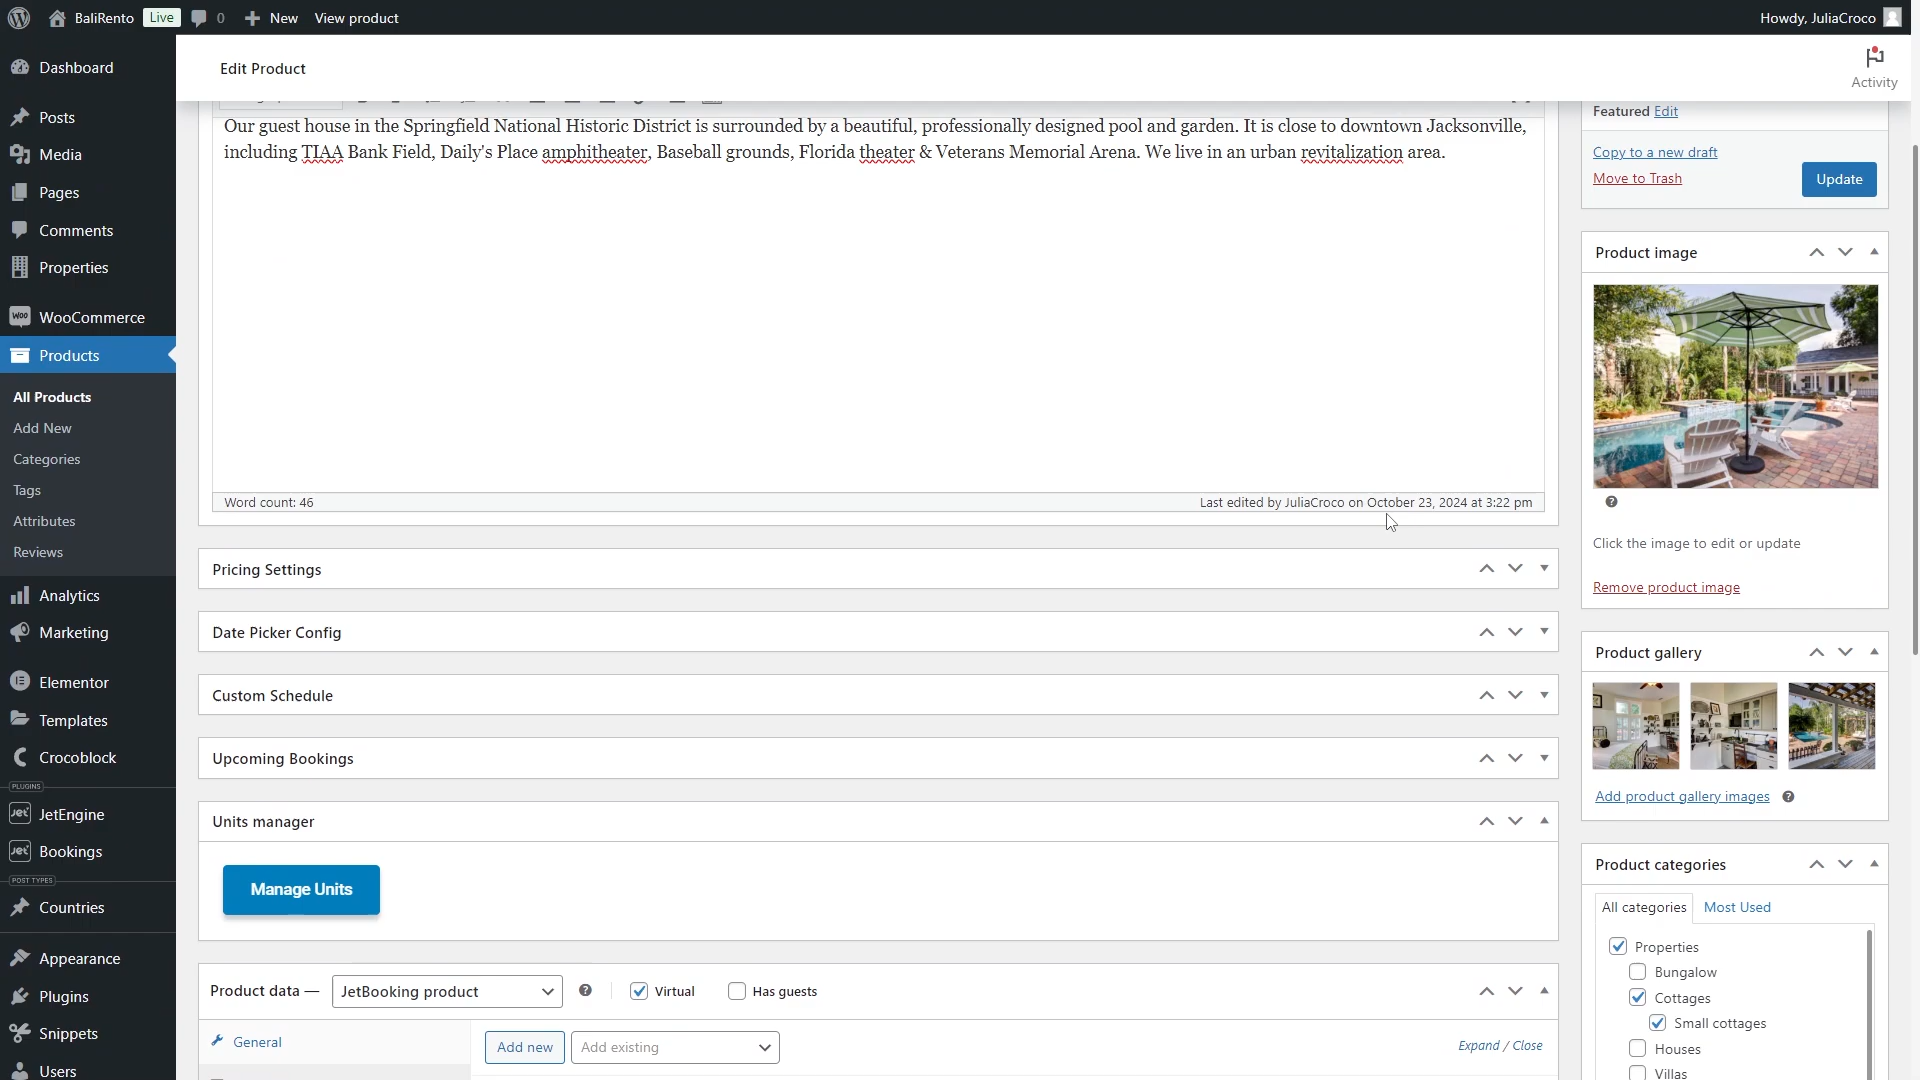 BaliRento Live 0 New View product Howdy, JuliaCroco
Dashboard
Posts
Media
Pages
Comments
Properties
WooCommerce
Products
All Products
Add New
Categories
Tags
Attributes
Reviews
Analytics
Marketing
Elementor
Templates
Crocoblock
PLUGINS
JetEngine
Bookings
POST TYPES
Countries
Appearance
Plugins
Snippets
Users
Edit Product
Activity
Our guest house in the Springfield National Historic District is surrounded by a beautiful, professionally designed pool and garden. It is close to downtown Jacksonville,
including TIAA Bank Field, Daily's Place amphitheater, Baseball grounds, Florida theater & Veterans Memorial Arena. We live in an urban revitalization area.
Word count: 46 Last edited by JuliaCroco on October 23, 2024 at 3:22 pm
Pricing Settings
Date Picker Config
Custom Schedule
Upcoming Bookings
Units manager
Manage Units
Product data — JetBooking product Virtual Has guests
General
Add new Add existing Expand / Close
Featured Edit
Copy to a new draft
Move to Trash
Update
Product image
Click the image to edit or update
Remove product image
Product gallery
Add product gallery images
Product categories
All categories Most Used
Properties
Bungalow
Cottages
Small cottages
Houses
Villas